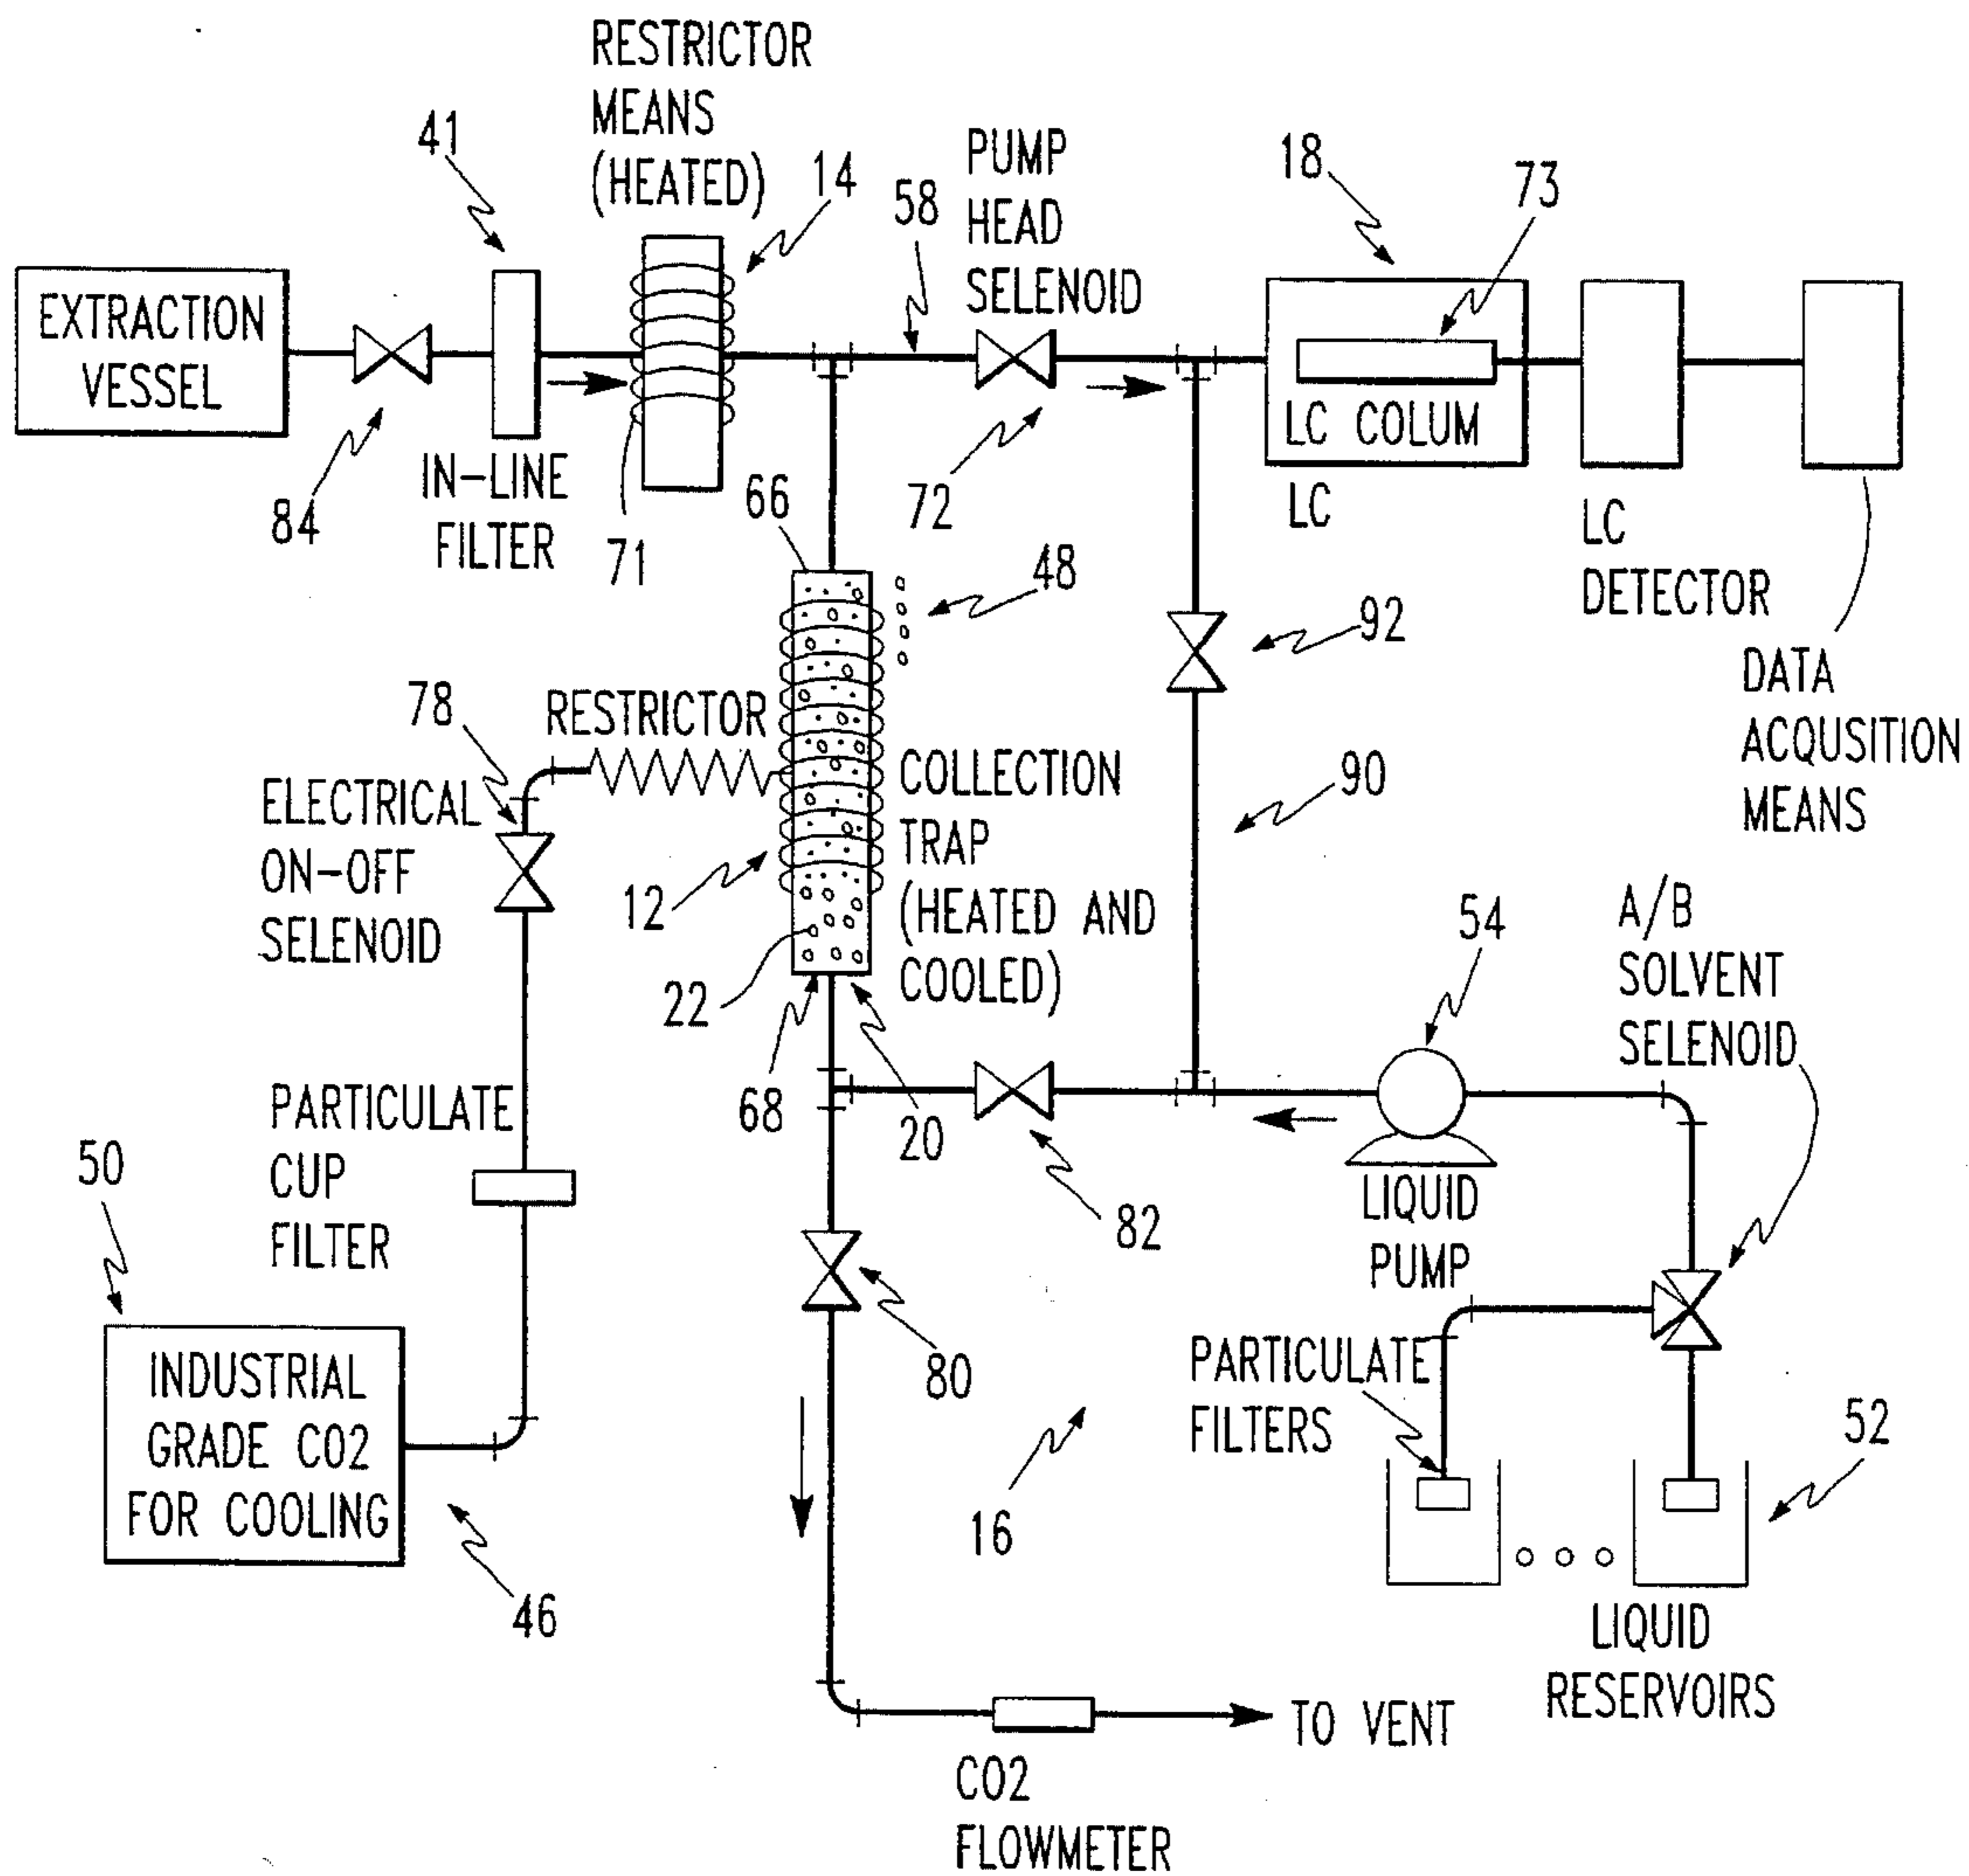 RESTRICTOR
MEANS
(HEATED)
41
14
58
PUMP
HEAD
SELENOID
18
73
EXTRACTION
VESSEL
84
IN-LINE
FILTER
71
66
72
LC COLUM
LC
LC
DETECTOR
48
92
DATA
ACQUSITION
MEANS
78
RESTRICTOR
ELECTRICAL
ON-OFF
SELENOID
12
COLLECTION
TRAP
(HEATED AND
COOLED)
90
22
68
20
54
A/B
SOLVENT
SELENOID
PARTICULATE
CUP
FILTER
50
82
LIQUID
PUMP
80
PARTICULATE
FILTERS
52
INDUSTRIAL
GRADE CO2
FOR COOLING
46
16
LIQUID
RESERVOIRS
TO VENT
CO2
FLOWMETER